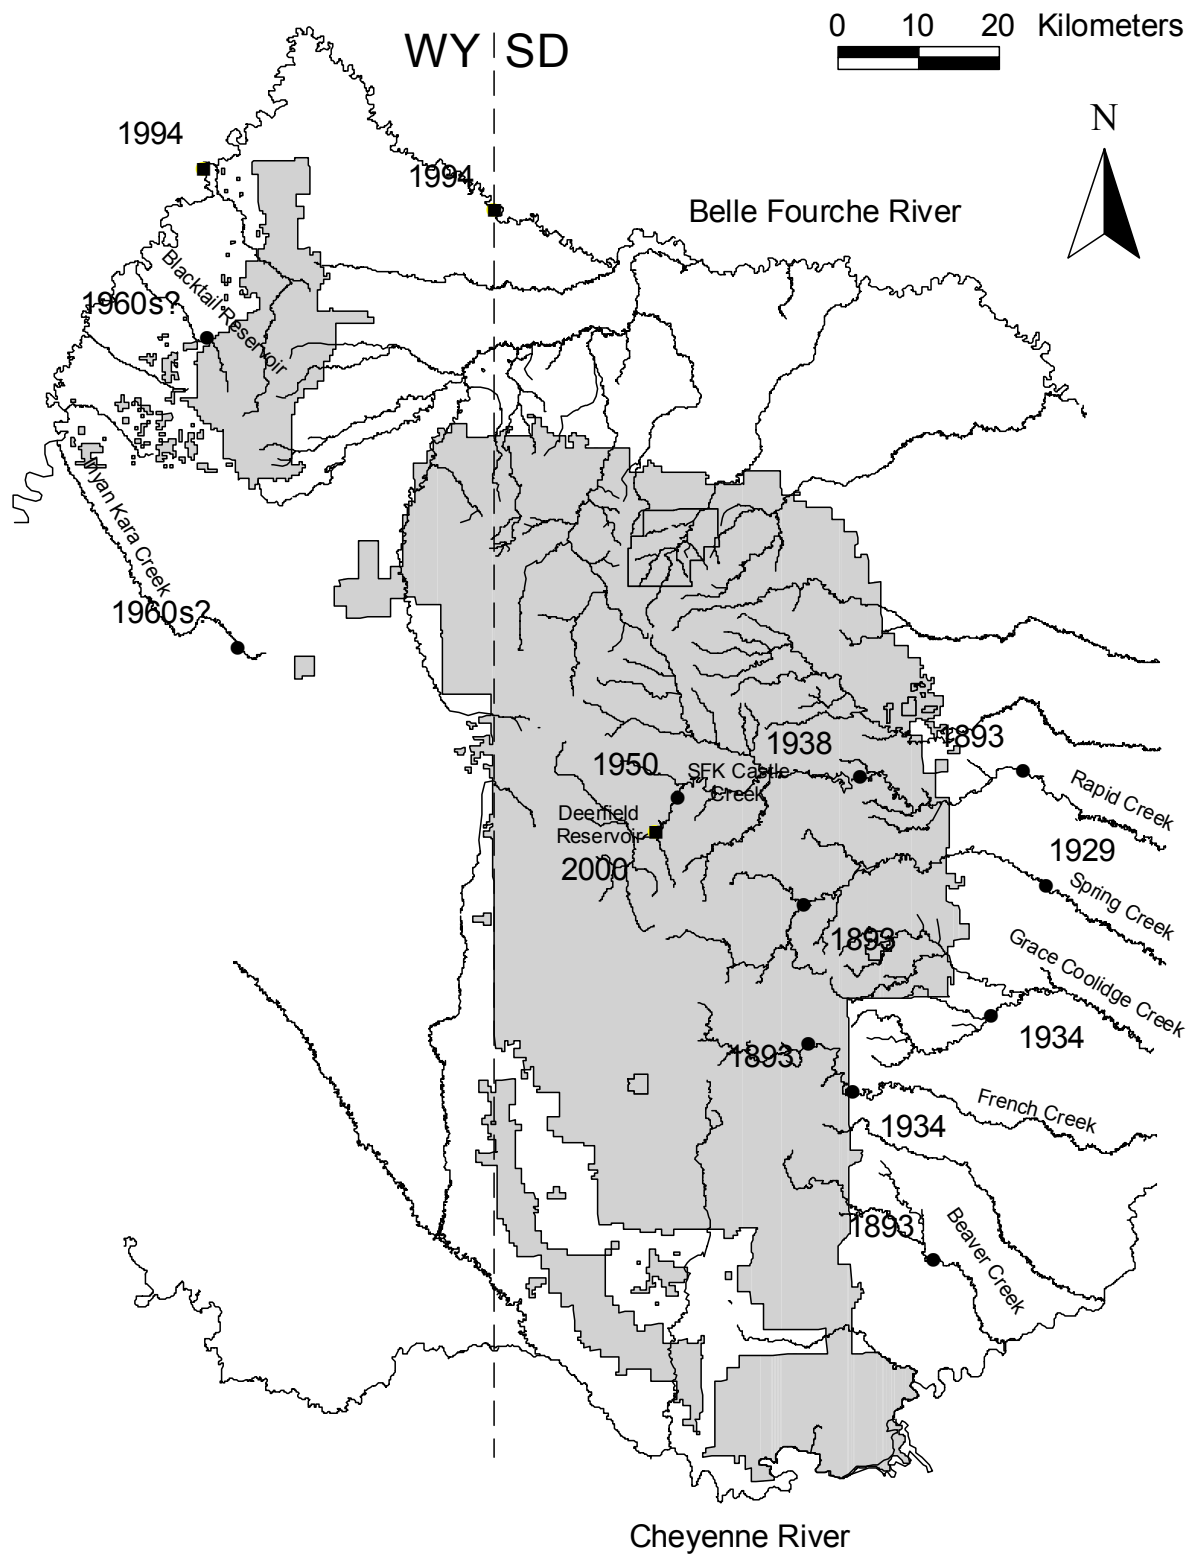 0 10 20 Kilometers
WY SD
N
1994
1994
Belle Fourche River
Blacktail Reservoir
1960s?
Inyan Kara Creek
1960s?
1938
1893
1950
SFK Castle
Creek
Rapid Creek
Deerfield
Reservoir
2000
1929
Spring Creek
1893
Grace Coolidge Creek
1934
1893
French Creek
1934
1893
Beaver Creek
Cheyenne River